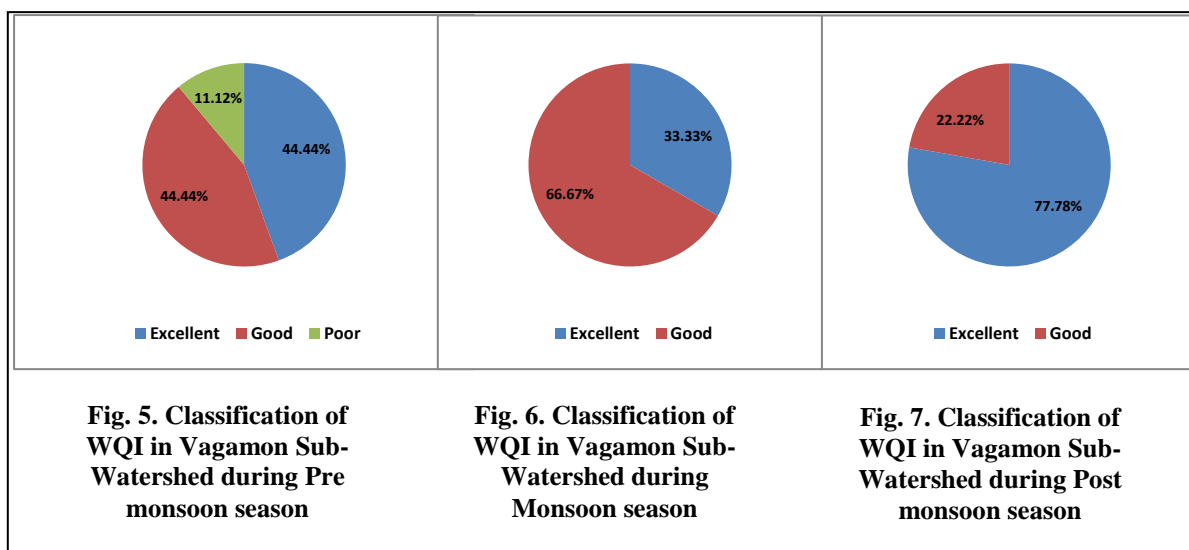 11.12%
44.44%
44.44%
Excellent Good Poor
33.33%
66.67%
Excellent Good
22.22%
77.78%
Excellent Good
Fig. 5. Classification of
WQI in Vagamon Sub-
Watershed during Pre
monsoon season
Fig. 6. Classification of
WQI in Vagamon Sub-
Watershed during
Monsoon season
Fig. 7. Classification of
WQI in Vagamon Sub-
Watershed during Post
monsoon season